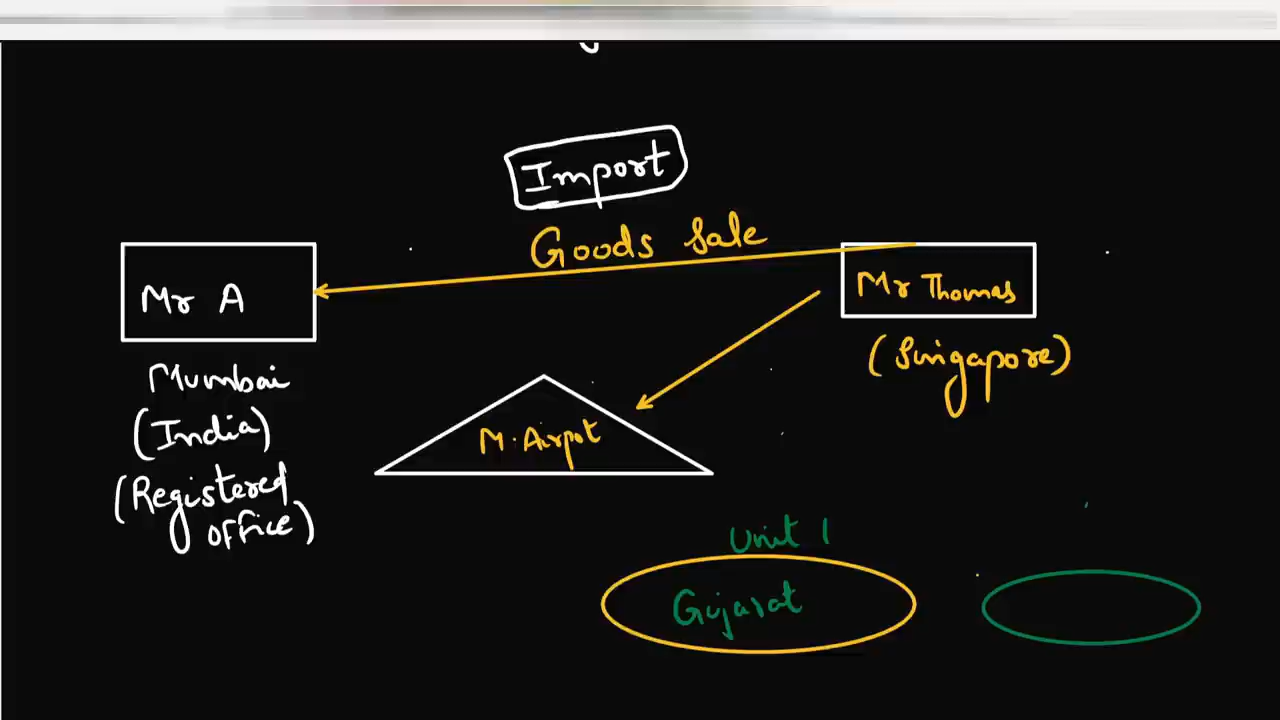 Import
Goods Sale
Mr A
Mr Thomas
(Singapore)
Mumbai
(India)
(Registered
office)
M. Airpot
Unit 1
Gujarat